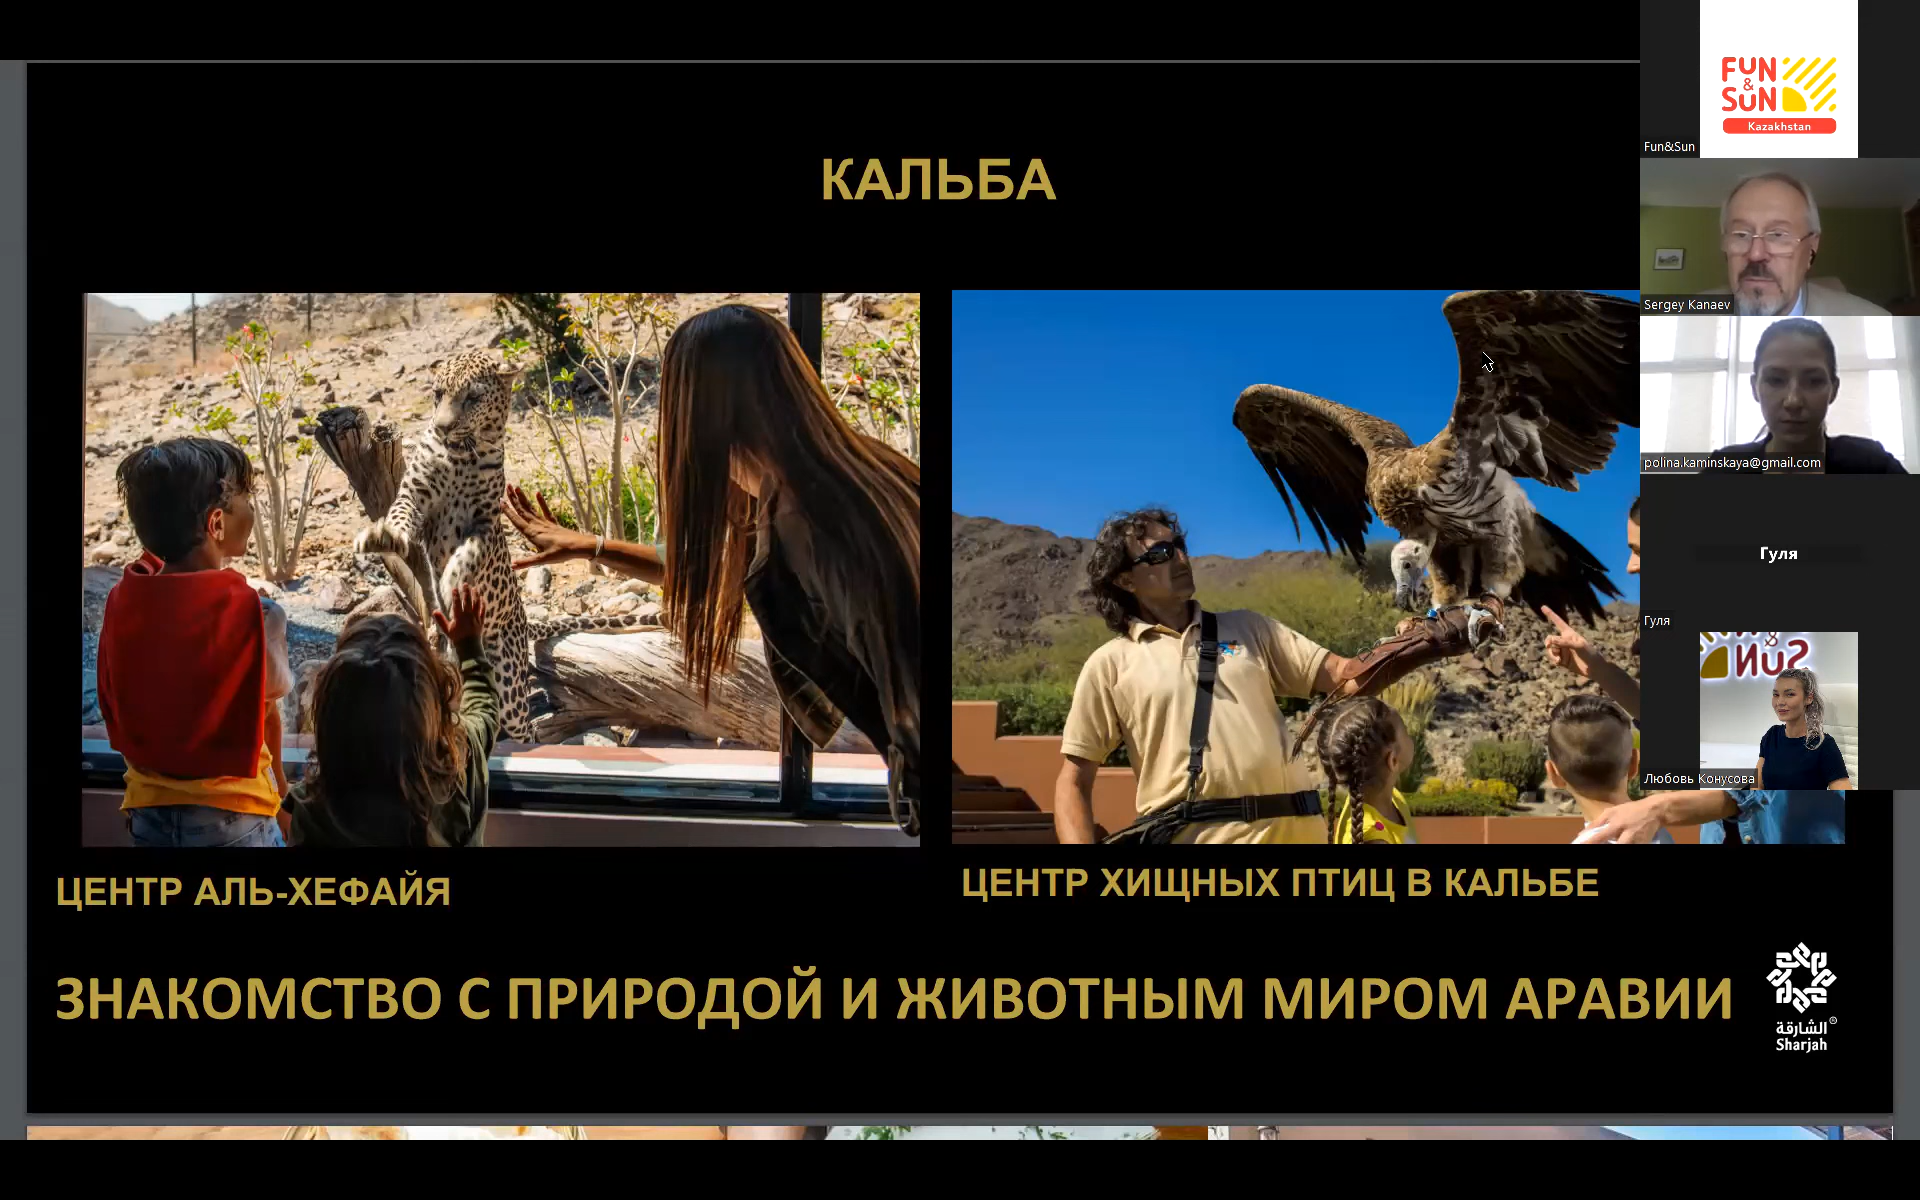 КАЛЬБА
ЦЕНТР АЛЬ-ХЕФАЙЯ
ЦЕНТР ХИЩНЫХ ПТИЦ В КАЛЬБЕ
ЗНАКОМСТВО С ПРИРОДОЙ И ЖИВОТНЫМ МИРОМ АРАВИИ
الشارقة
Sharjah
FUN
&
SUN
Kazakhstan
Fun&Sun
Sergey Kanaev
polina.kaminskaya@gmail.com
Гуля
Гуля
&
SUN
Любовь Конусова